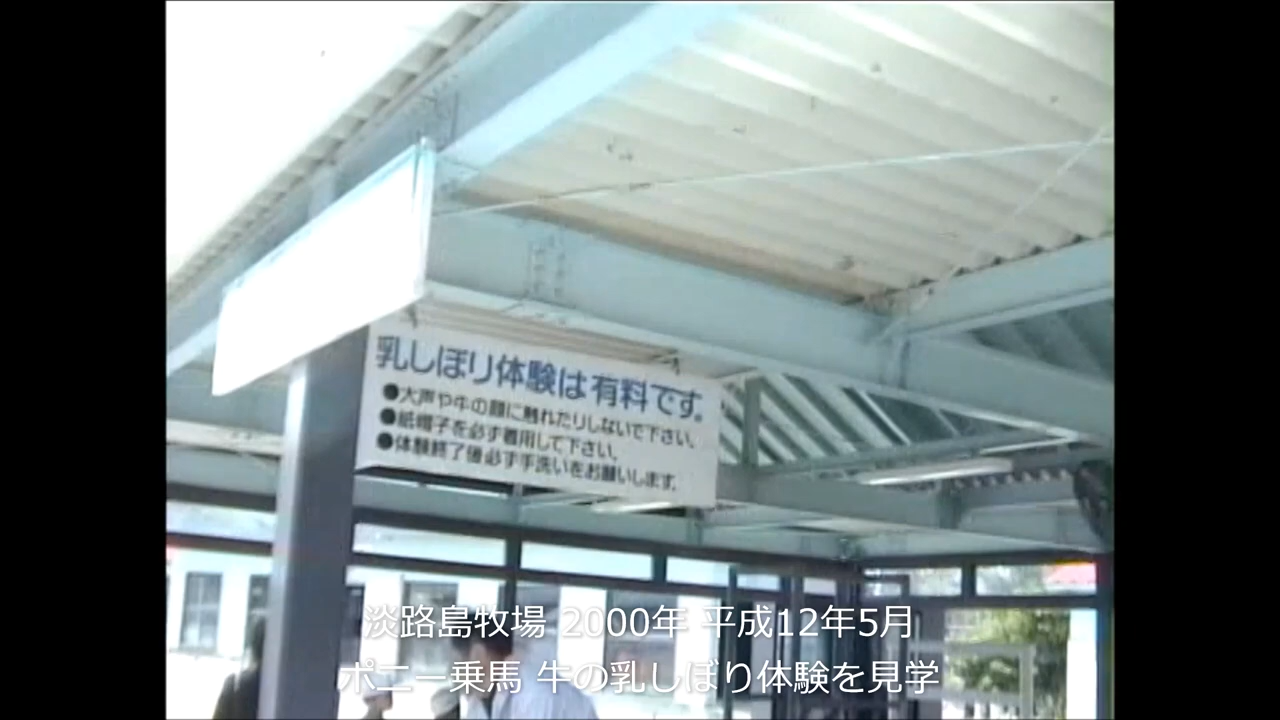 乳しぼり体験は有料です。
●大声や牛の顔に触れたりしないで下さい。
●紙帽子を必ず着用して下さい。
●体験終了後必ず手洗いをお願いします。
淡路島牧場 2000年 平成12年5月
ポニー乗馬 牛の乳しぼり体験を見学